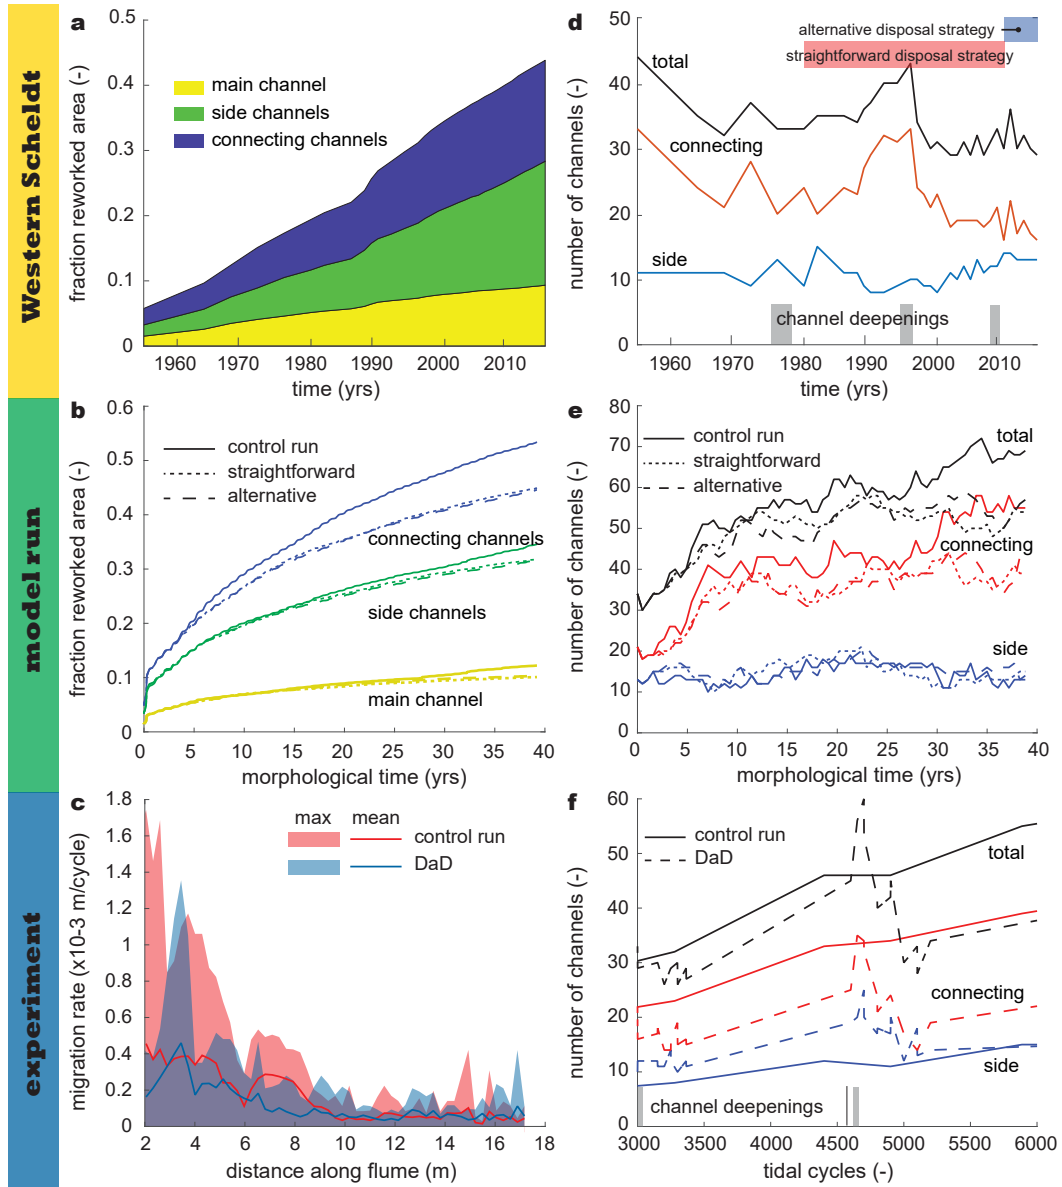 Western Scheldt
a
fraction reworked area (-)
0.5
0.4
0.3
0.2
0.1
0
main channel
side channels
connecting channels
1960 1970 1980 1990 2000 2010
time (yrs)
d
number of channels (-)
50
40
30
20
10
0
alternative disposal strategy
straightforward disposal strategy
total
connecting
side
channel deepenings
1960 1970 1980 1990 2000 2010
time (yrs)
model run
b
fraction reworked area (-)
0.6
0.5
0.4
0.3
0.2
0.1
0
control run
straightforward
alternative
connecting channels
side channels
main channel
0 5 10 15 20 25 30 35 40
morphological time (yrs)
e
number of channels (-)
80
70
60
50
40
30
20
10
0
control run
straightforward
alternative
total
connecting
side
0 5 10 15 20 25 30 35 40
morphological time (yrs)
experiment
c
migration rate (x10-3 m/cycle)
1.8
1.6
1.4
1.2
1
0.8
0.6
0.4
0.2
0
max mean
control run
DaD
2 4 6 8 10 12 14 16 18
distance along flume (m)
f
number of channels (-)
60
50
40
30
20
10
0
control run
DaD
total
connecting
side
channel deepenings
3000 3500 4000 4500 5000 5500 6000
tidal cycles (-)